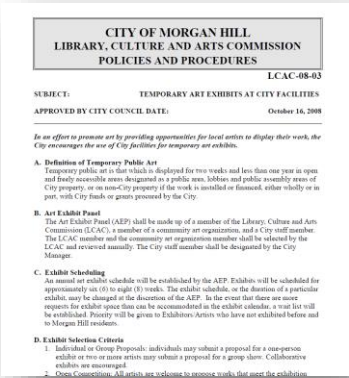 CITY OF MORGAN HILL
LIBRARY, CULTURE AND ARTS COMMISSION
POLICIES AND PROCEDURES
LCAC-08-03
SUBJECT: TEMPORARY ART EXHIBITS AT CITY FACILITIES
APPROVED BY CITY COUNCIL DATE: October 16, 2008
In an effort to promote art by providing opportunities for local artists to display their work, the
City encourages the use of City facilities for temporary art exhibits.
A. Definition of Temporary Public Art
Temporary public art is that which is displayed for two weeks and less than one year in open
and freely accessible areas designated as a public area, lobbies and public assembly areas of
City property, or on non-City property if the work is installed or financed, either wholly or in
part, with City funds or grants procured by the City.
B. Art Exhibit Panel
The Art Exhibit Panel (AEP) shall be made up of a member of the Library, Culture and Arts
Commission (LCAC), a member of a community art organization, and a City staff member.
The LCAC member and the community art organization member shall be selected by the
LCAC and reviewed annually. The City staff member shall be designated by the City
Manager.
C. Exhibit Scheduling
An annual art exhibit schedule will be established by the AEP. Exhibits will be scheduled for
approximately six (6) to eight (8) weeks. The exhibit schedule, or the duration of a particular
exhibit, may be changed at the discretion of the AEP. In the event that there are more
requests for exhibit space than can be accommodated in the exhibit calendar, a wait list will
be established. Priority will be given to Exhibitors/Artists who have not exhibited before and
to Morgan Hill residents.
D. Exhibit Selection Criteria
1. Individual or Group Proposals: individuals may submit a proposal for a one-person
exhibit or two or more artists may submit a proposal for a group show. Collaborative
exhibits are encouraged.
2. Open Competition: All artists are welcome to propose works that meet the exhibition